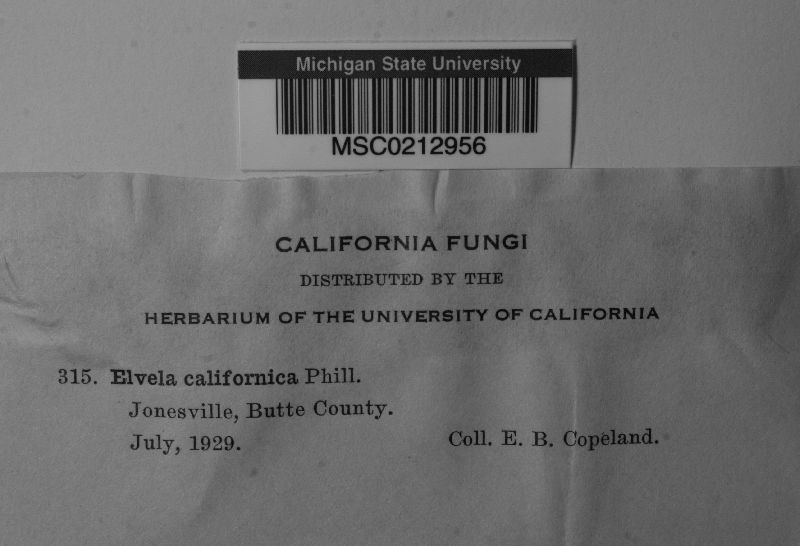 Michigan State University
MSC0212956
CALIFORNIA FUNGI
DISTRIBUTED BY THE
HERBARIUM OF THE UNIVERSITY OF CALIFORNIA
315. Elvela californica Phill.
Jonesville, Butte County.
July, 1929. Coll. E. B. Copeland.